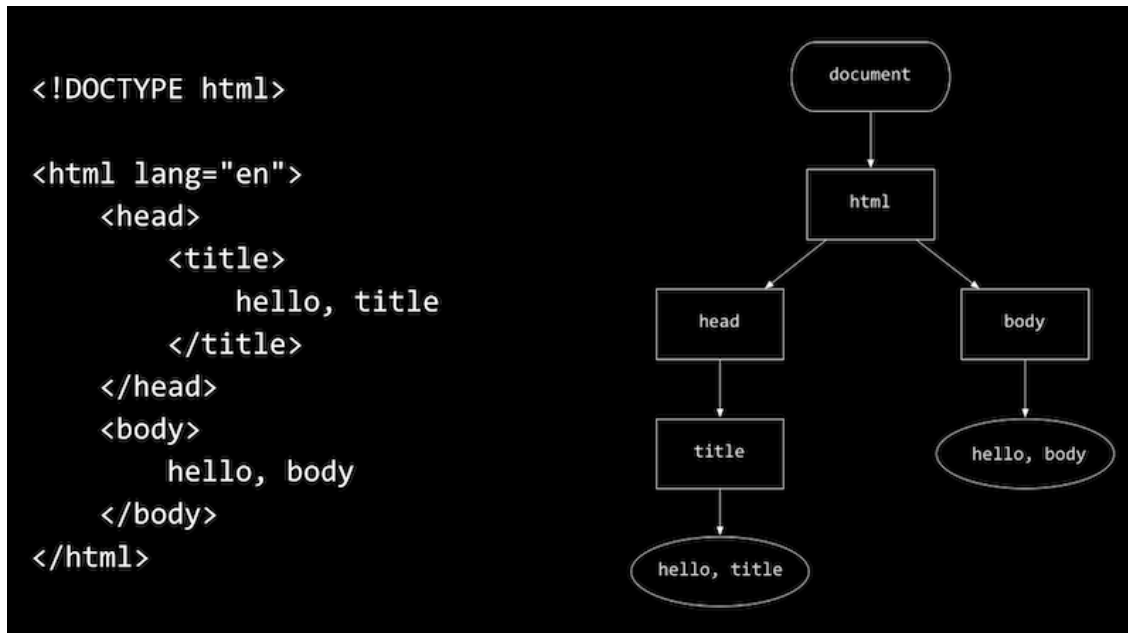 <!DOCTYPE html>
<html lang="en">
<head>
<title>
hello, title
</title>
</head>
<body>
hello, body
</body>
</html>
document
html
head
body
title
hello, body
hello, title